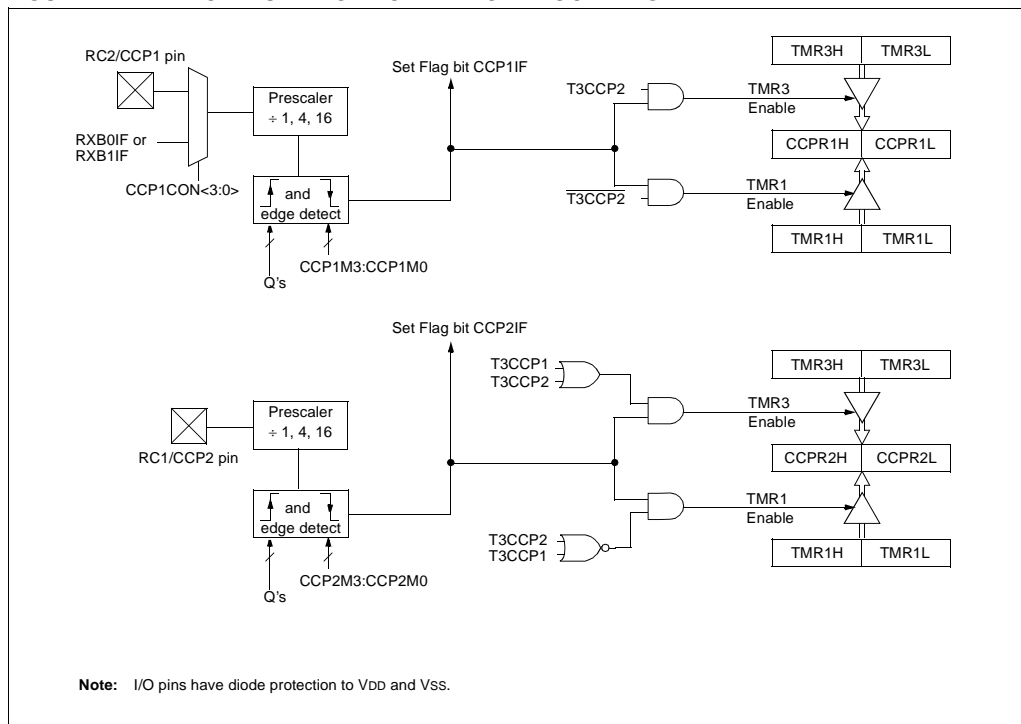 RC2/CCP1 pin
Prescaler
÷ 1, 4, 16
RXB0IF or
RXB1IF
CCP1CON<3:0>
and
edge detect
Q's
CCP1M3:CCP1M0
Set Flag bit CCP1IF
T3CCP2
T3CCP2
TMR3
Enable
TMR1
Enable
TMR3H
TMR3L
CCPR1H
CCPR1L
TMR1H
TMR1L
Set Flag bit CCP2IF
Prescaler
÷ 1, 4, 16
RC1/CCP2 pin
and
edge detect
Q's
CCP2M3:CCP2M0
T3CCP1
T3CCP2
T3CCP2
T3CCP1
TMR3
Enable
TMR1
Enable
TMR3H
TMR3L
CCPR2H
CCPR2L
TMR1H
TMR1L
Note: I/O pins have diode protection to VDD and VSS.